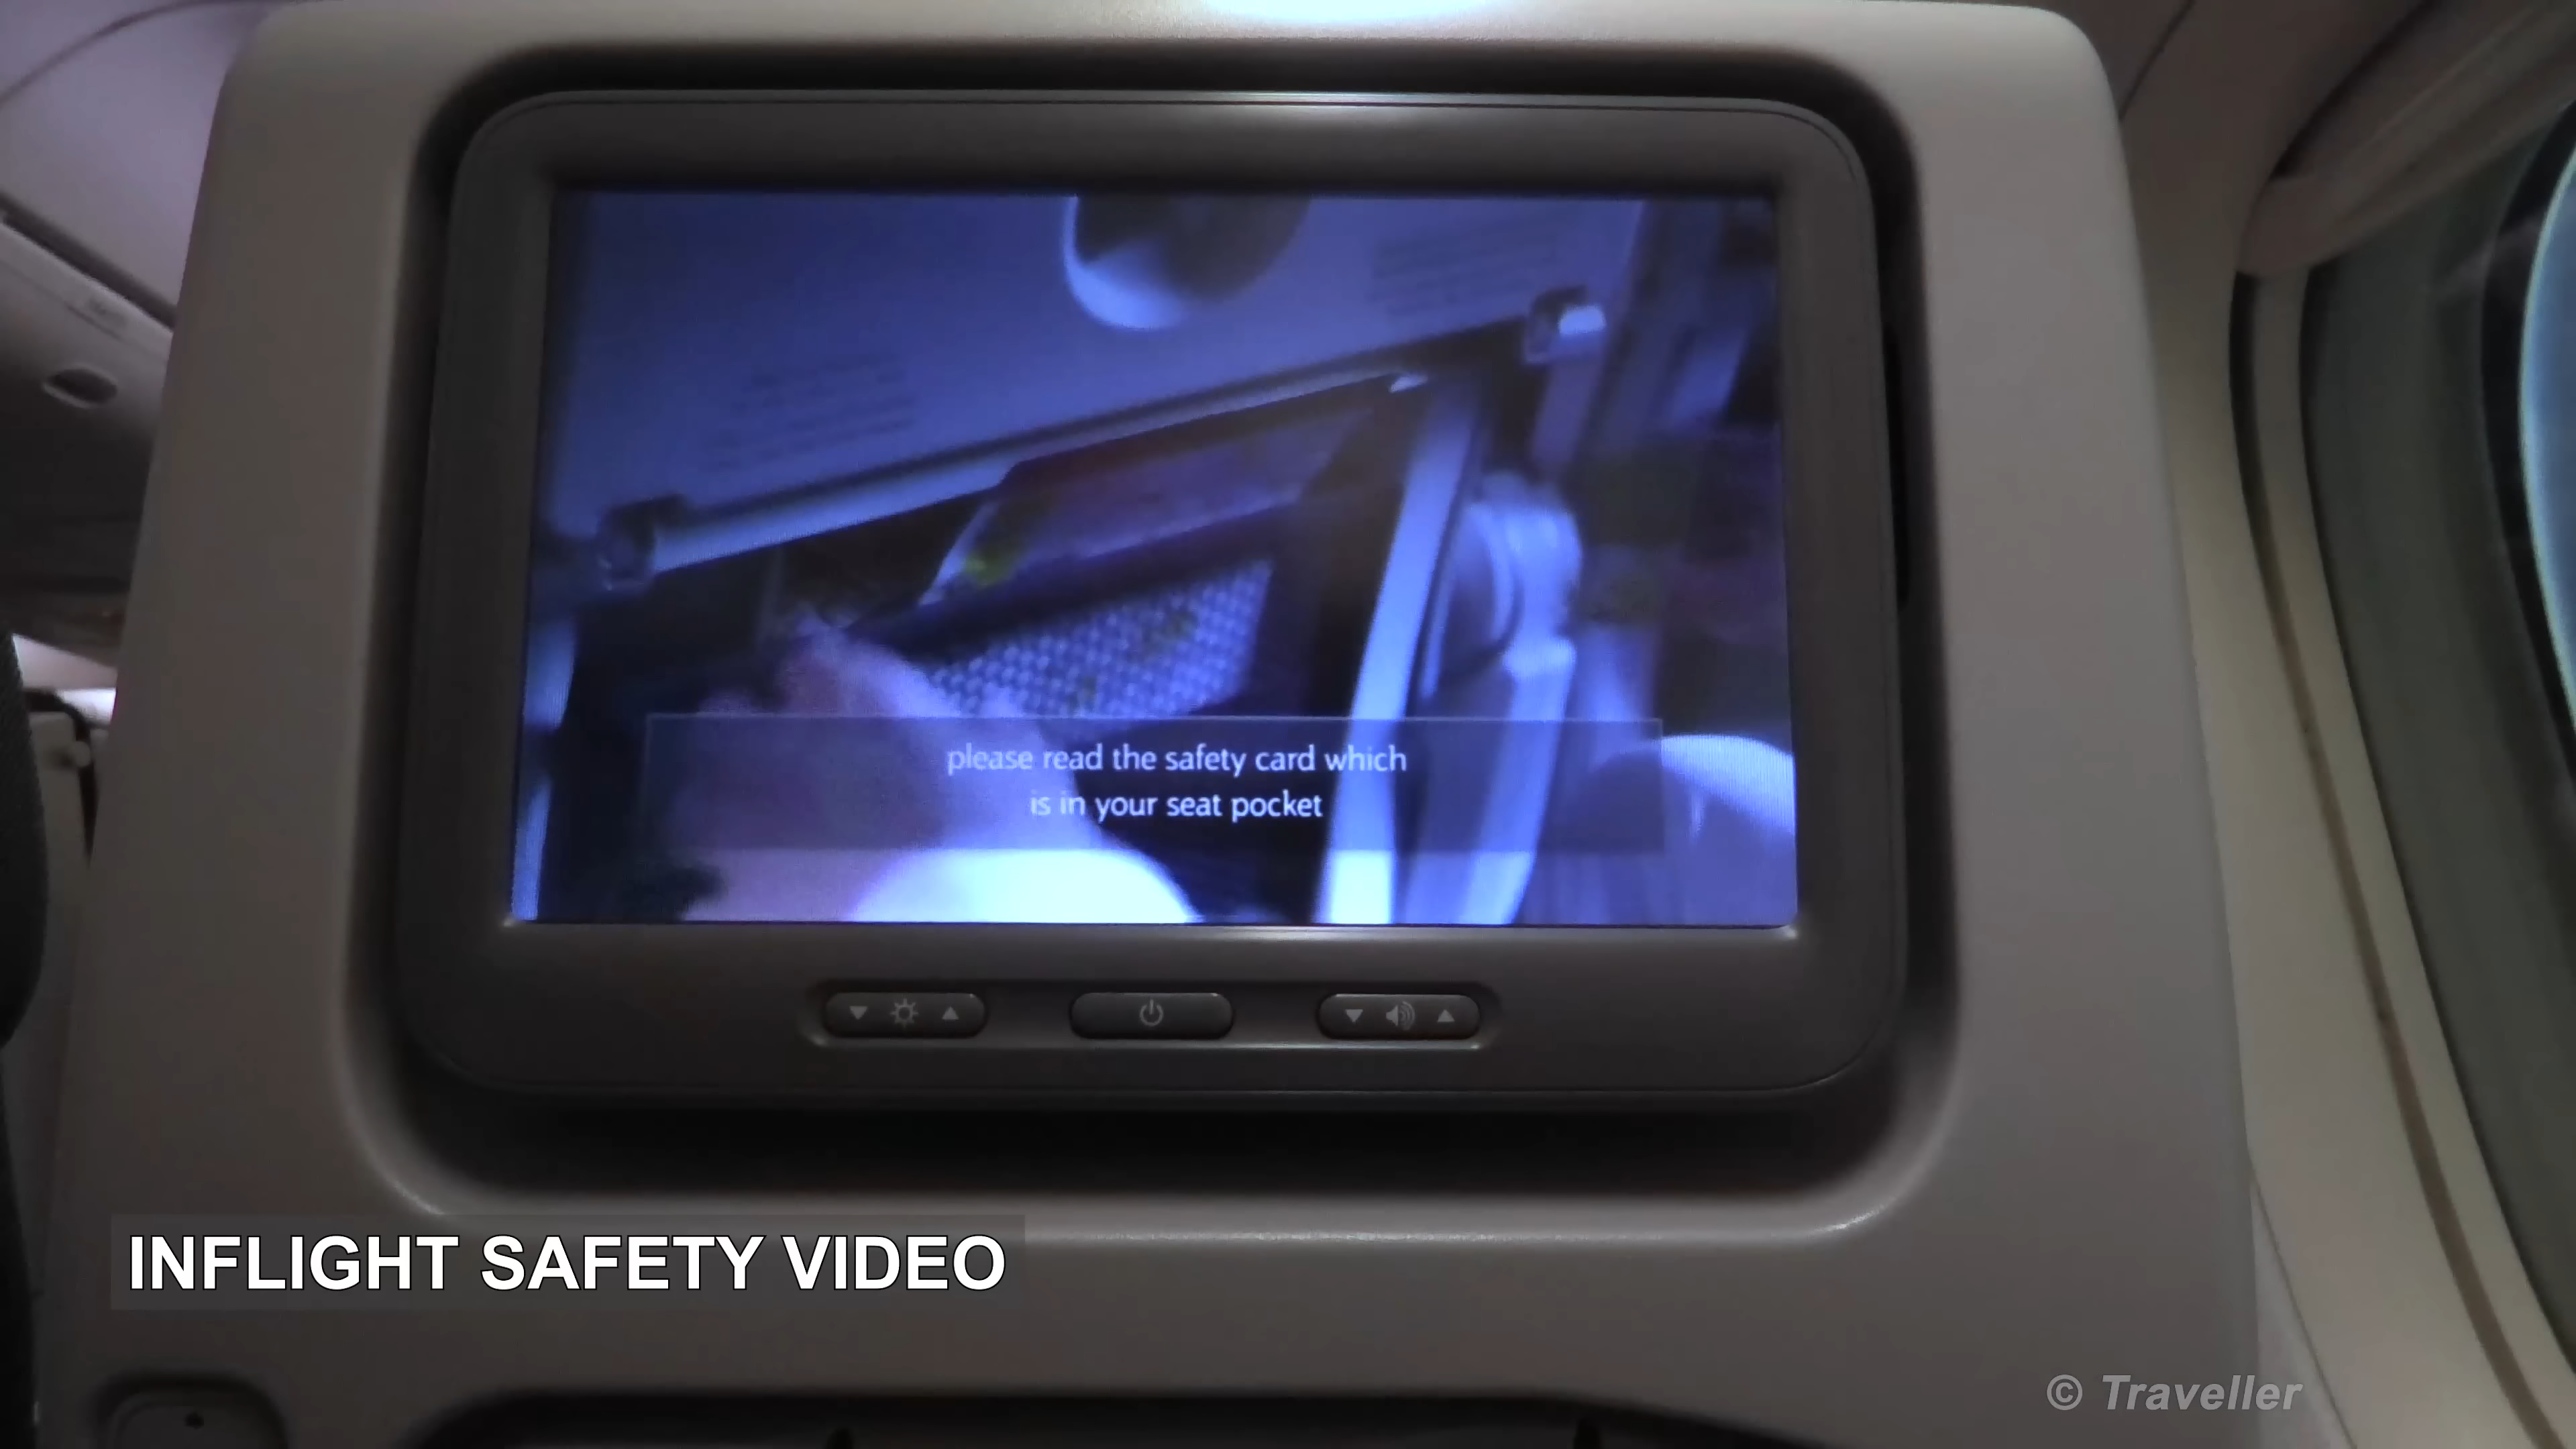 please read the safety card which
is in your seat pocket
INFLIGHT SAFETY VIDEO
© Traveller